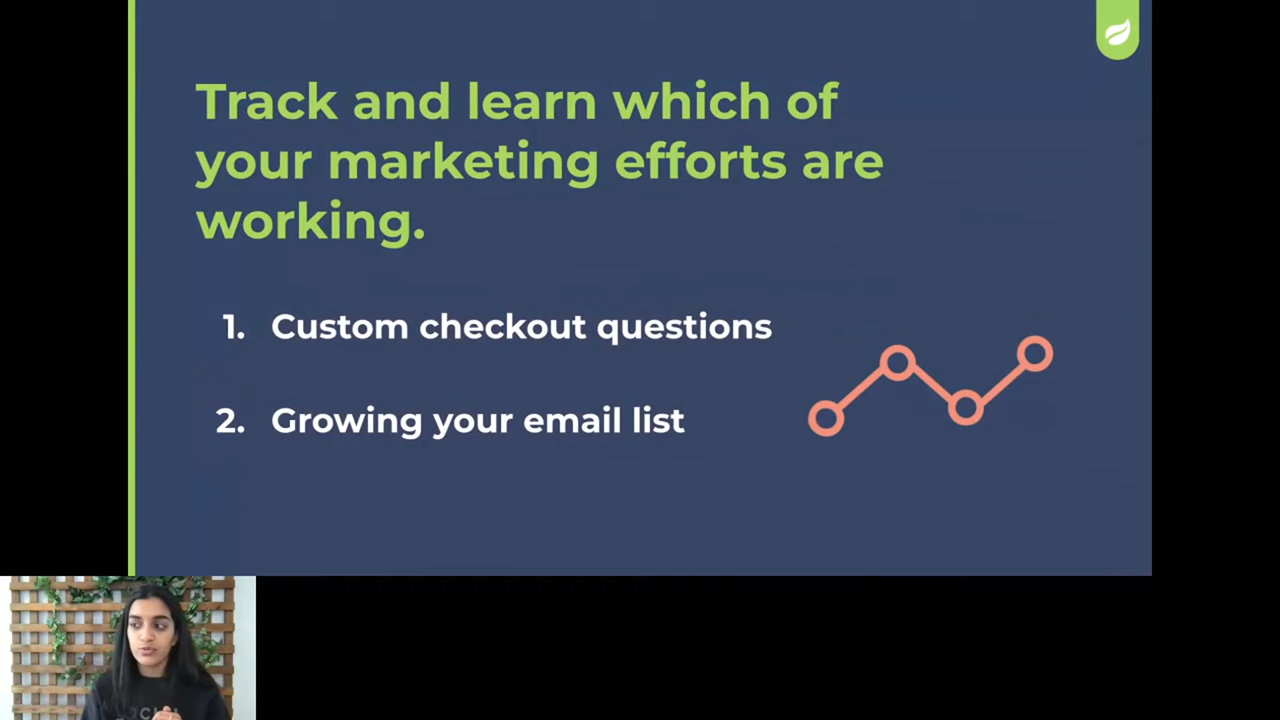 Track and learn which of
your marketing efforts are
working.
1. Custom checkout questions
2. Growing your email list